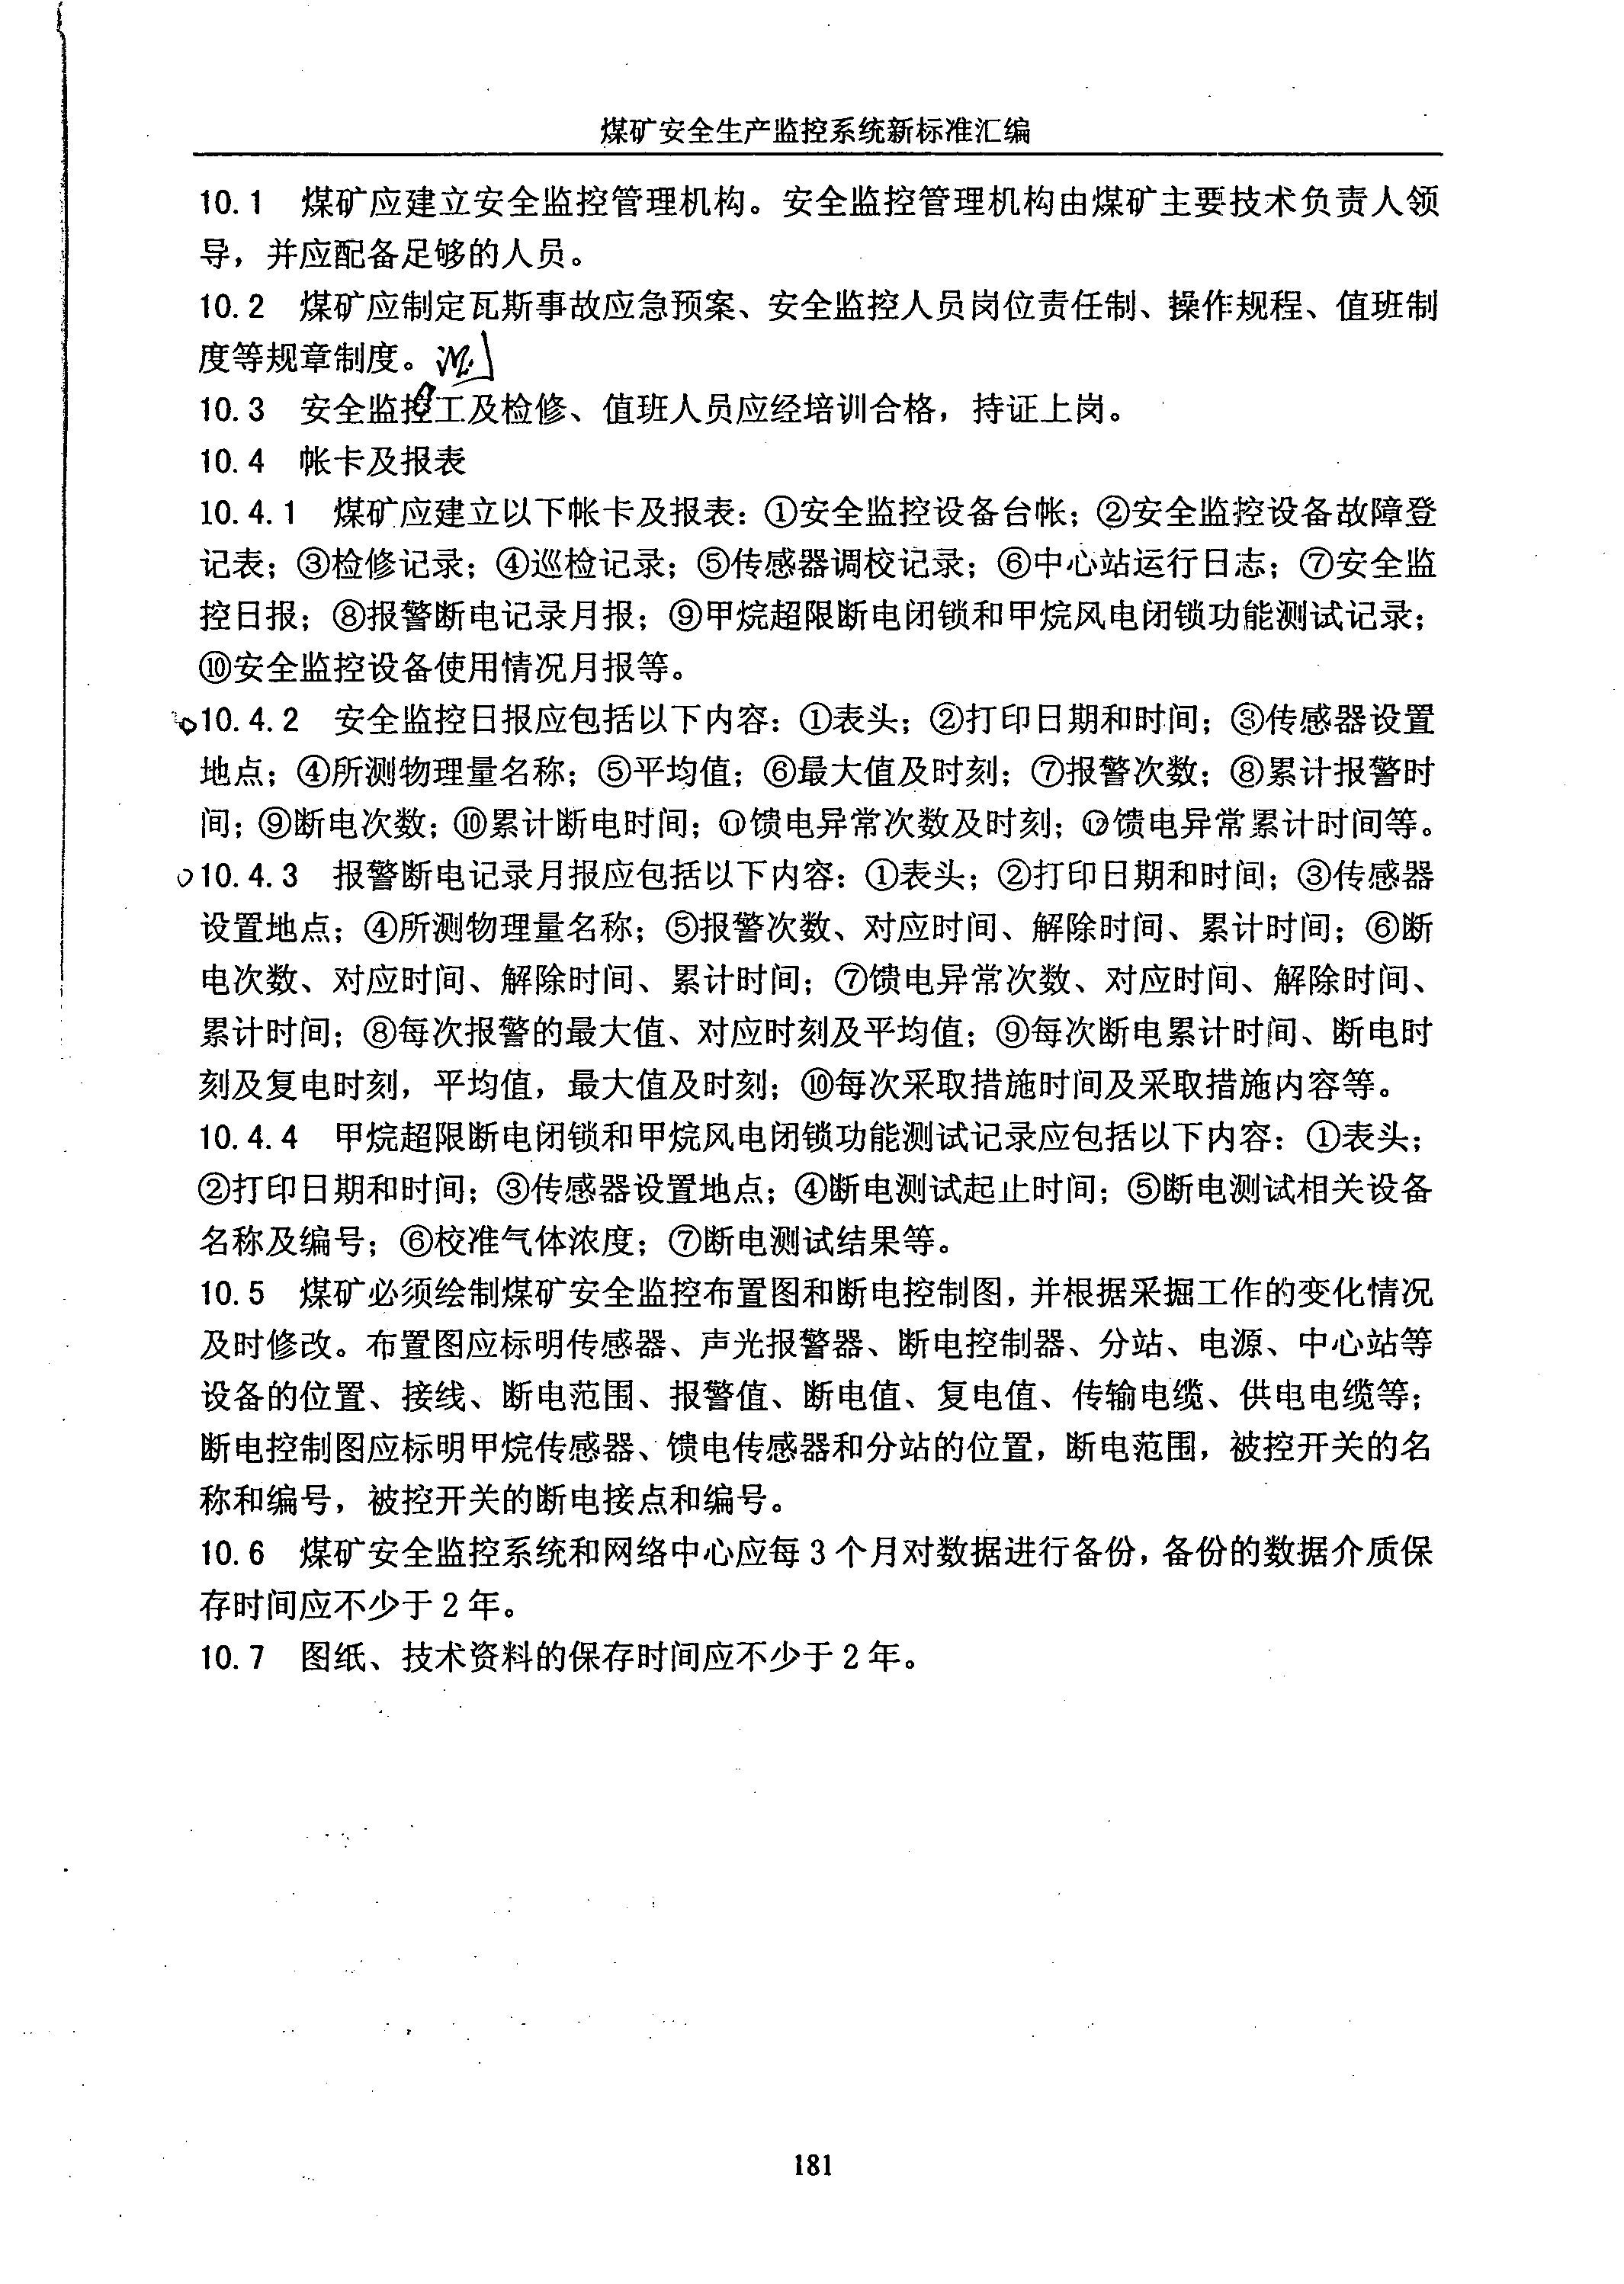 煤矿安全生产监控系统新标准汇编
10.1 煤矿应建立安全监控管理机构。安全监控管理机构由煤矿主要技术负责人领
导，并应配备足够的人员。
10.2 煤矿应制定瓦斯事故应急预案、安全监控人员岗位责任制、操作规程、值班制
度等规章制度。
10.3 安全监控工及检修、值班人员应经培训合格，持证上岗。
10.4 帐卡及报表
10.4.1 煤矿应建立以下帐卡及报表：①安全监控设备台帐；②安全监控设备故障登
记表；③检修记录；④巡检记录；⑤传感器调校记录；⑥中心站运行日志；⑦安全监
控日报；⑧报警断电记录月报；⑨甲烷超限断电闭锁和甲烷风电闭锁功能测试记录；
⑩安全监控设备使用情况月报等。
10.4.2 安全监控日报应包括以下内容：①表头；②打印日期和时间；③传感器设置
地点；④所测物理量名称；⑤平均值；⑥最大值及时刻；⑦报警次数；⑧累计报警时
间；⑨断电次数；⑩累计断电时间；⑪馈电异常次数及时刻；⑫馈电异常累计时间等。
10.4.3 报警断电记录月报应包括以下内容：①表头；②打印日期和时间；③传感器
设置地点；④所测物理量名称；⑤报警次数、对应时间、解除时间、累计时间；⑥断
电次数、对应时间、解除时间、累计时间；⑦馈电异常次数、对应时间、解除时间、
累计时间；⑧每次报警的最大值、对应时刻及平均值；⑨每次断电累计时间、断电时
刻及复电时刻，平均值，最大值及时刻；⑩每次采取措施时间及采取措施内容等。
10.4.4 甲烷超限断电闭锁和甲烷风电闭锁功能测试记录应包括以下内容：①表头；
②打印日期和时间；③传感器设置地点；④断电测试起止时间；⑤断电测试相关设备
名称及编号；⑥校准气体浓度；⑦断电测试结果等。
10.5 煤矿必须绘制煤矿安全监控布置图和断电控制图，并根据采掘工作的变化情况
及时修改。布置图应标明传感器、声光报警器、断电控制器、分站、电源、中心站等
设备的位置、接线、断电范围、报警值、断电值、复电值、传输电缆、供电电缆等；
断电控制图应标明甲烷传感器、馈电传感器和分站的位置，断电范围，被控开关的名
称和编号，被控开关的断电接点和编号。
10.6 煤矿安全监控系统和网络中心应每3个月对数据进行备份，备份的数据介质保
存时间应不少于2年。
10.7 图纸、技术资料的保存时间应不少于2年。
181